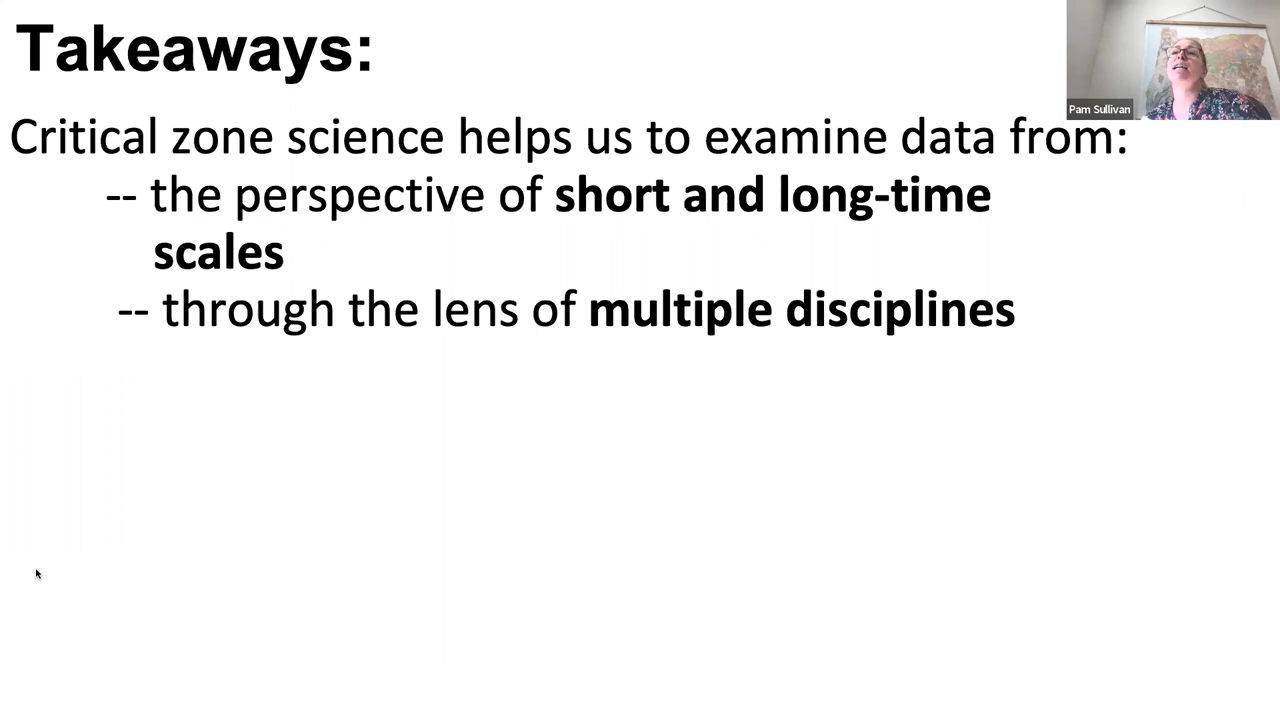 Takeaways:
Pam Sullivan
Critical zone science helps us to examine data from:
-- the perspective of short and long-time
scales
-- through the lens of multiple disciplines